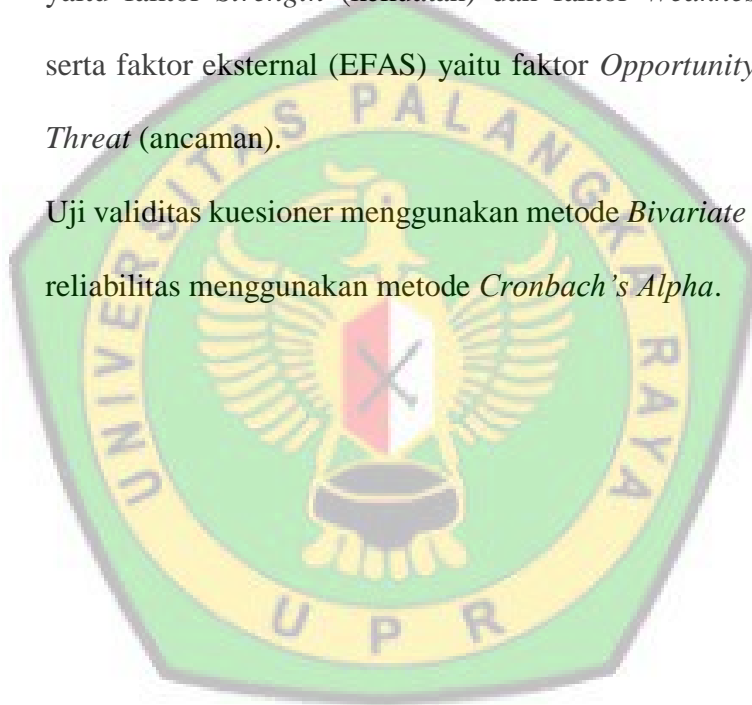 yaitu faktor Strength (kekuatan) dan faktor Weakness
serta faktor eksternal (EFAS) yaitu faktor Opportunity
Threat (ancaman).
Uji validitas kuesioner menggunakan metode Bivariate
reliabilitas menggunakan metode Cronbach’s Alpha.
UNIVERSITAS PALANGKA RAYA
UPR